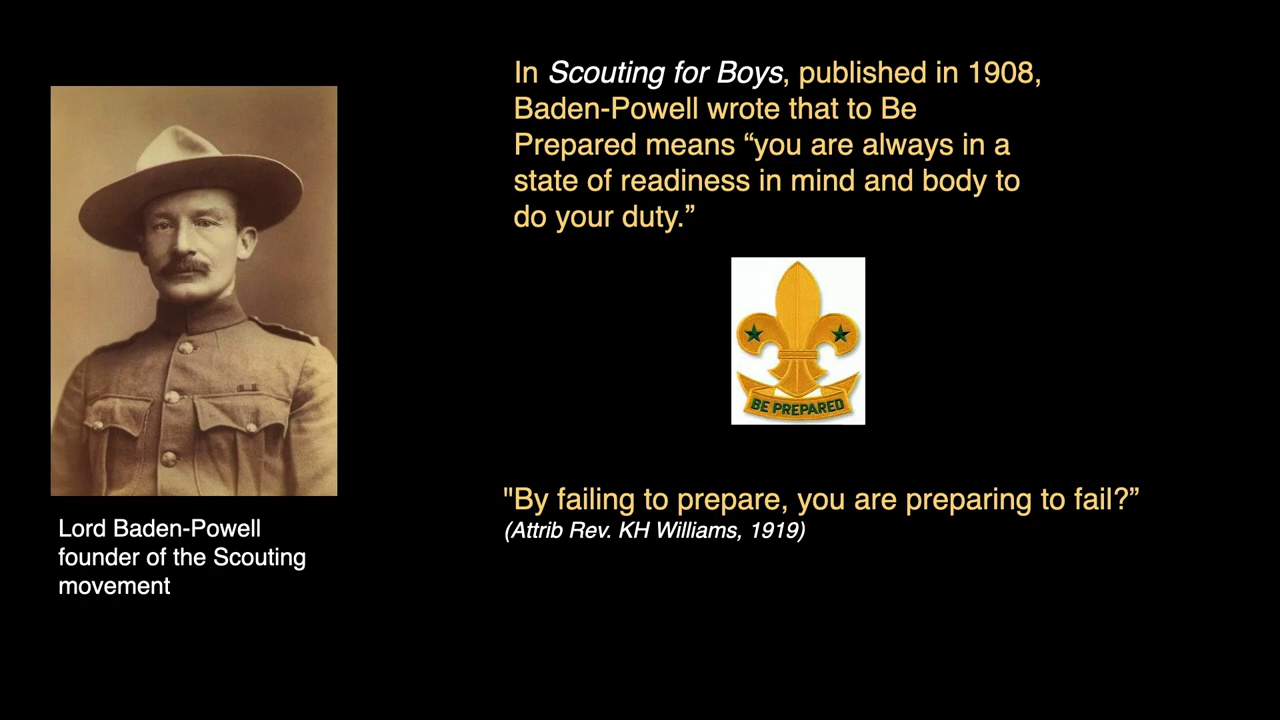 In Scouting for Boys, published in 1908,
Baden-Powell wrote that to Be
Prepared means “you are always in a
state of readiness in mind and body to
do your duty.”
BE PREPARED
"By failing to prepare, you are preparing to fail?”
(Attrib Rev. KH Williams, 1919)
Lord Baden-Powell
founder of the Scouting
movement